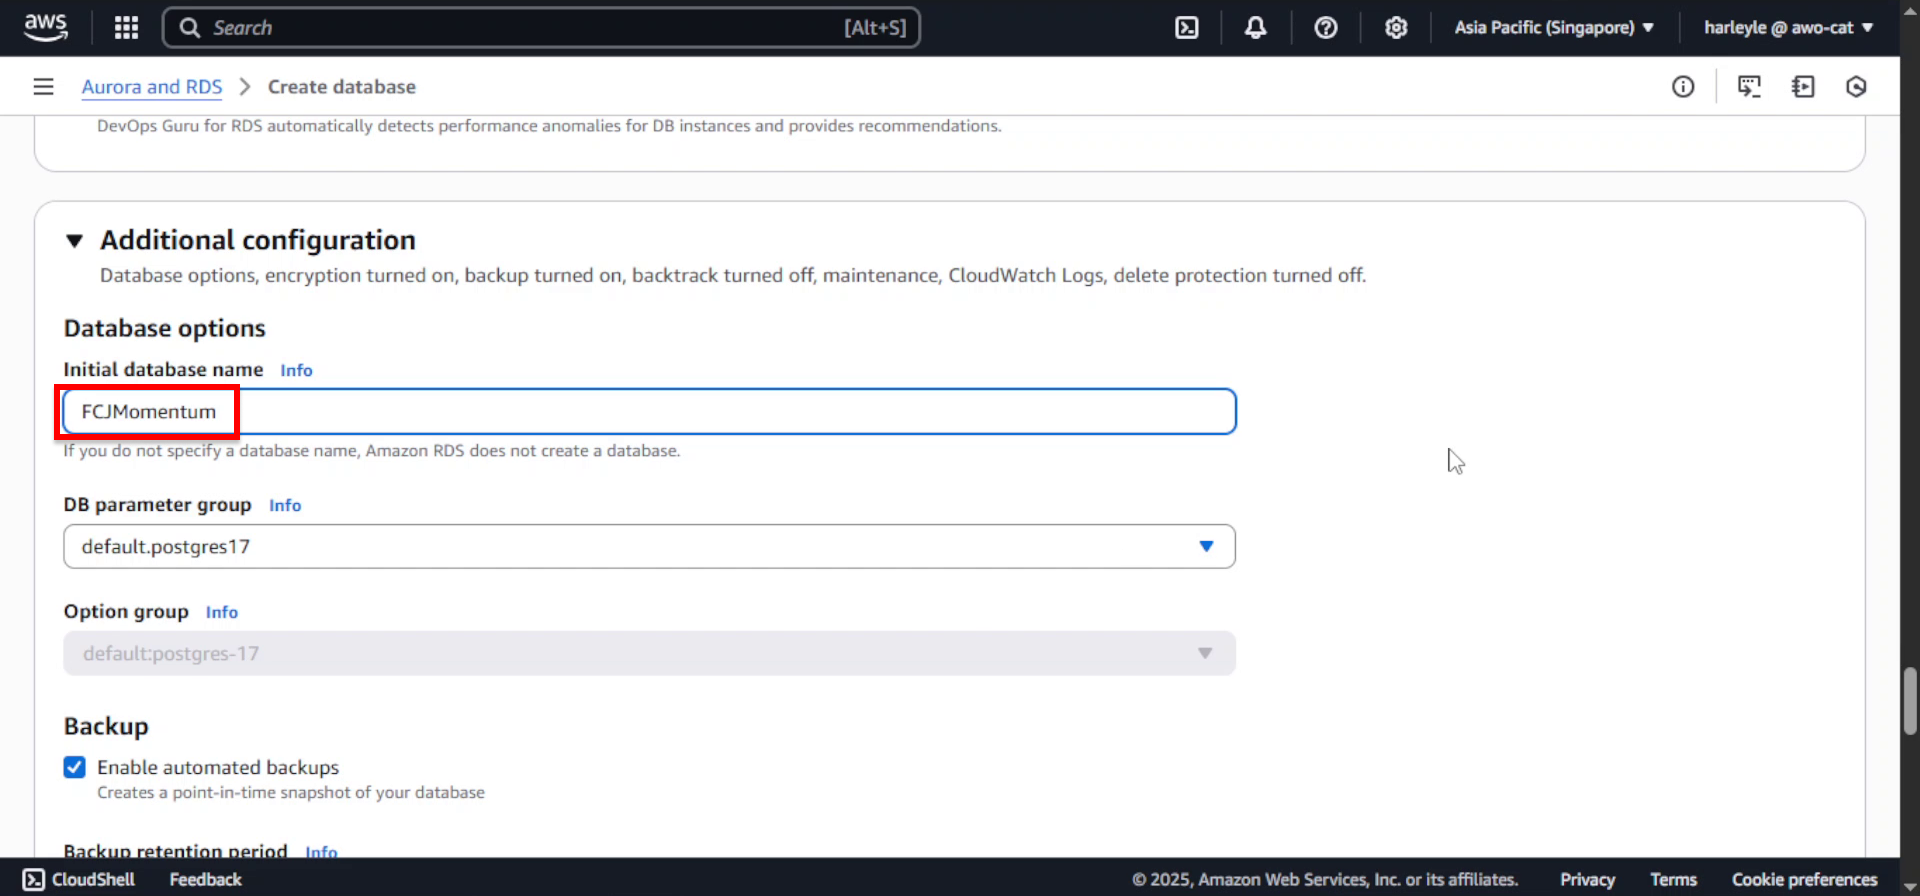 aws
Search [Alt+S]
Asia Pacific (Singapore)
harleyle @ awo-cat
Aurora and RDS > Create database
DevOps Guru for RDS automatically detects performance anomalies for DB instances and provides recommendations.
Additional configuration
Database options, encryption turned on, backup turned on, backtrack turned off, maintenance, CloudWatch Logs, delete protection turned off.
Database options
Initial database name Info
FCJMomentum
If you do not specify a database name, Amazon RDS does not create a database.
DB parameter group Info
default.postgres17
Option group Info
default:postgres-17
Backup
Enable automated backups
Creates a point-in-time snapshot of your database
Backup retention period Info
CloudShell Feedback © 2025, Amazon Web Services, Inc. or its affiliates. Privacy Terms Cookie preferences